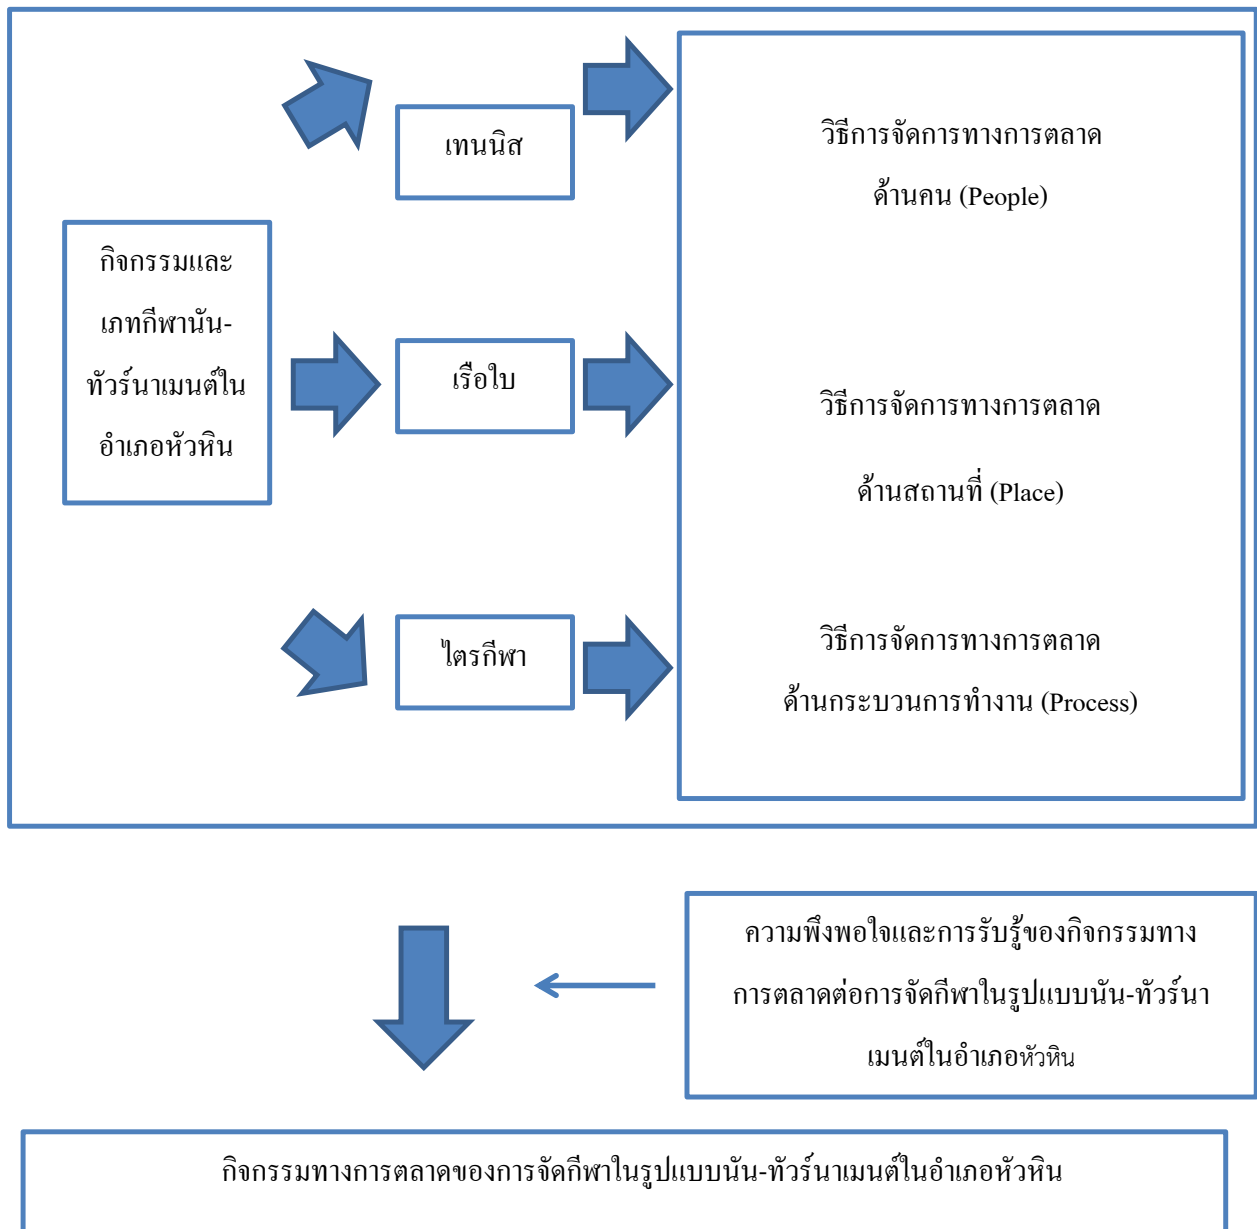 เทนนิส
วิธีการจัดการทางการตลาด
ด้านคน (People)
กิจกรรมและ
เภทกีฬานัน-
ทัวร์นาเมนต์ใน
อำเภอหัวหิน
เรือใบ
วิธีการจัดการทางการตลาด
ด้านสถานที่ (Place)
ไตรกีฬา
วิธีการจัดการทางการตลาด
ด้านกระบวนการทำงาน (Process)
ความพึงพอใจและการรับรู้ของกิจกรรมทาง
การตลาดต่อการจัดกีฬาในรูปแบบนัน-ทัวร์นา
เมนต์ในอำเภอหัวหิน
กิจกรรมทางการตลาดของการจัดกีฬาในรูปแบบนัน-ทัวร์นาเมนต์ในอำเภอหัวหิน